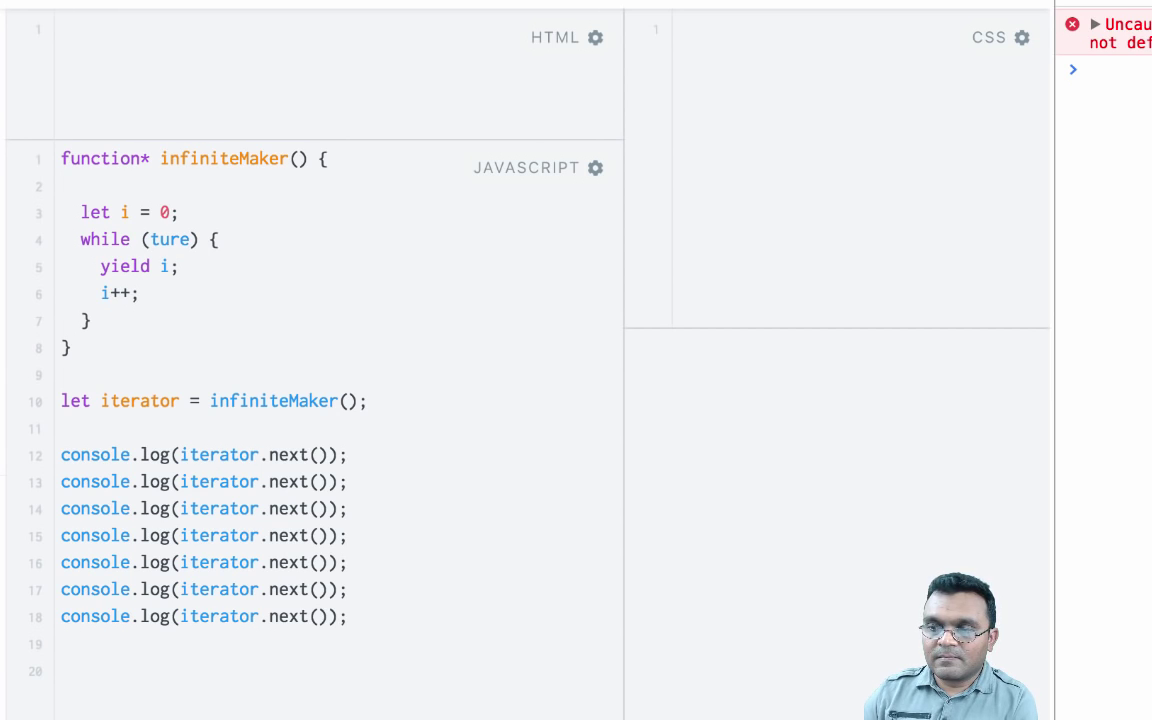 1
HTML
1
CSS
Uncau
not def
1 function* infiniteMaker() {
JAVASCRIPT
2
3 let i = 0;
4 while (ture) {
5 yield i;
6 i++;
7 }
8 }
9
10 let iterator = infiniteMaker();
11
12 console.log(iterator.next());
13 console.log(iterator.next());
14 console.log(iterator.next());
15 console.log(iterator.next());
16 console.log(iterator.next());
17 console.log(iterator.next());
18 console.log(iterator.next());
19
20